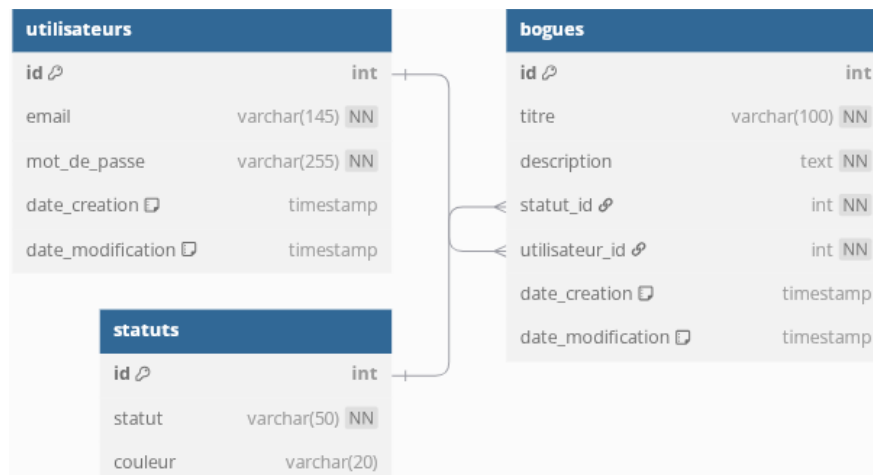 utilisateurs
id int
email varchar(145) NN
mot_de_passe varchar(255) NN
date_creation timestamp
date_modification timestamp
statuts
id int
statut varchar(50) NN
couleur varchar(20)
bogues
id int
titre varchar(100) NN
description text NN
statut_id int NN
utilisateur_id int NN
date_creation timestamp
date_modification timestamp